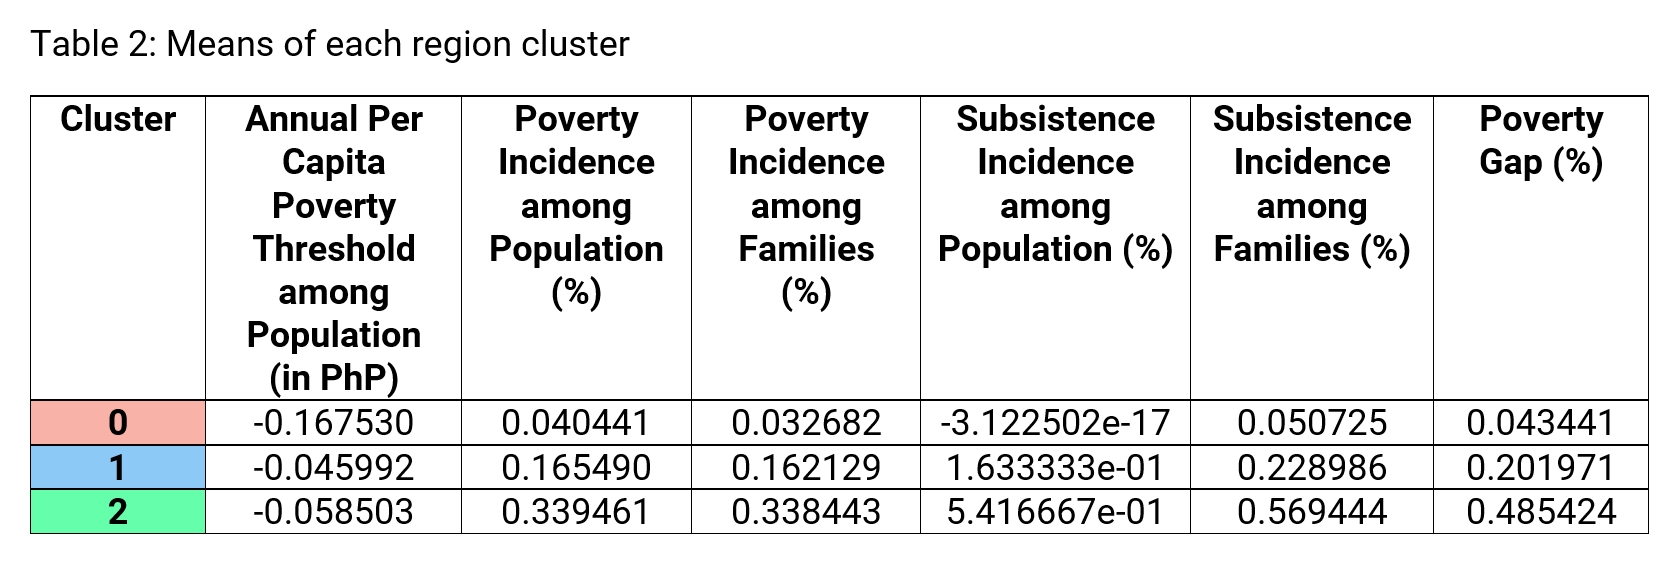 Table 2: Means of each region cluster
Cluster
Annual Per
Capita
Poverty
Threshold
among
Population
(in PhP)
Poverty
Incidence
among
Population
(%)
Poverty
Incidence
among
Families
(%)
Subsistence
Incidence
among
Population (%)
Subsistence
Incidence
among
Families (%)
Poverty
Gap (%)
0 -0.167530 0.040441 0.032682 -3.122502e-17 0.050725 0.043441
1 -0.045992 0.165490 0.162129 1.633333e-01 0.228986 0.201971
2 -0.058503 0.339461 0.338443 5.416667e-01 0.569444 0.485424